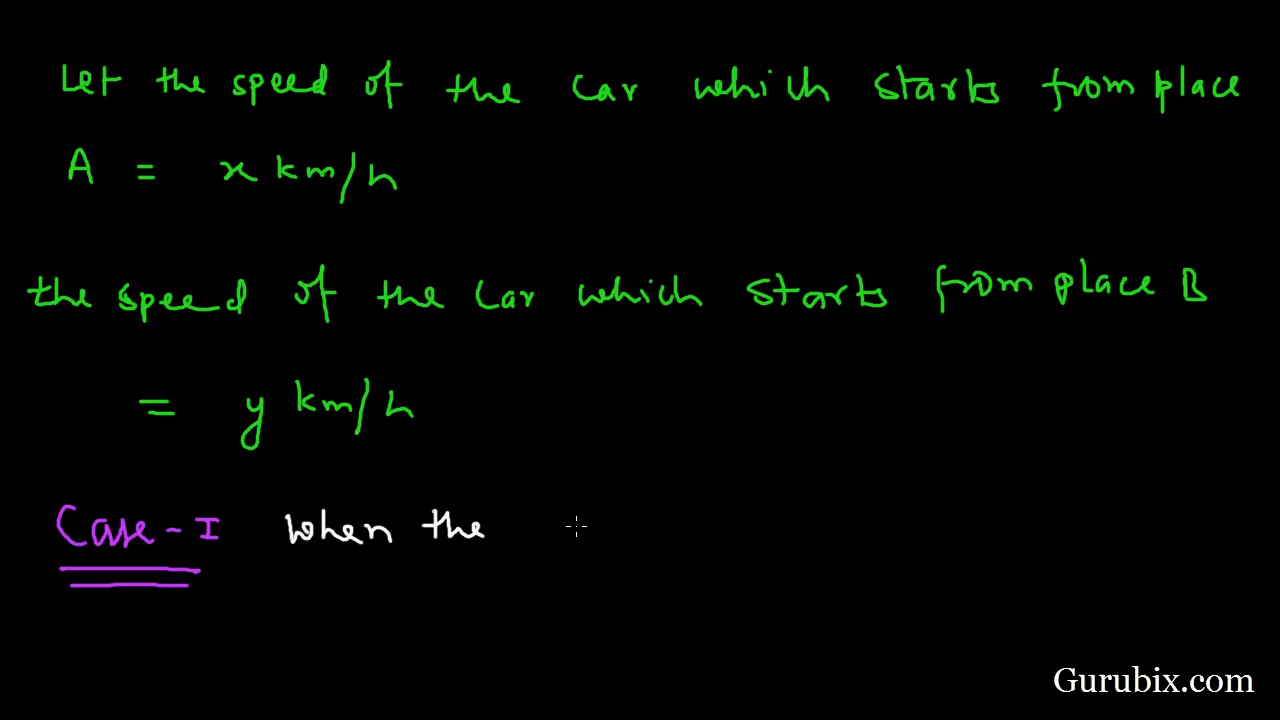 Let the speed of the car which starts from place
A = x km/h
the speed of the car which starts from place B
= y km/h
Case-I when the
Gurubix.com